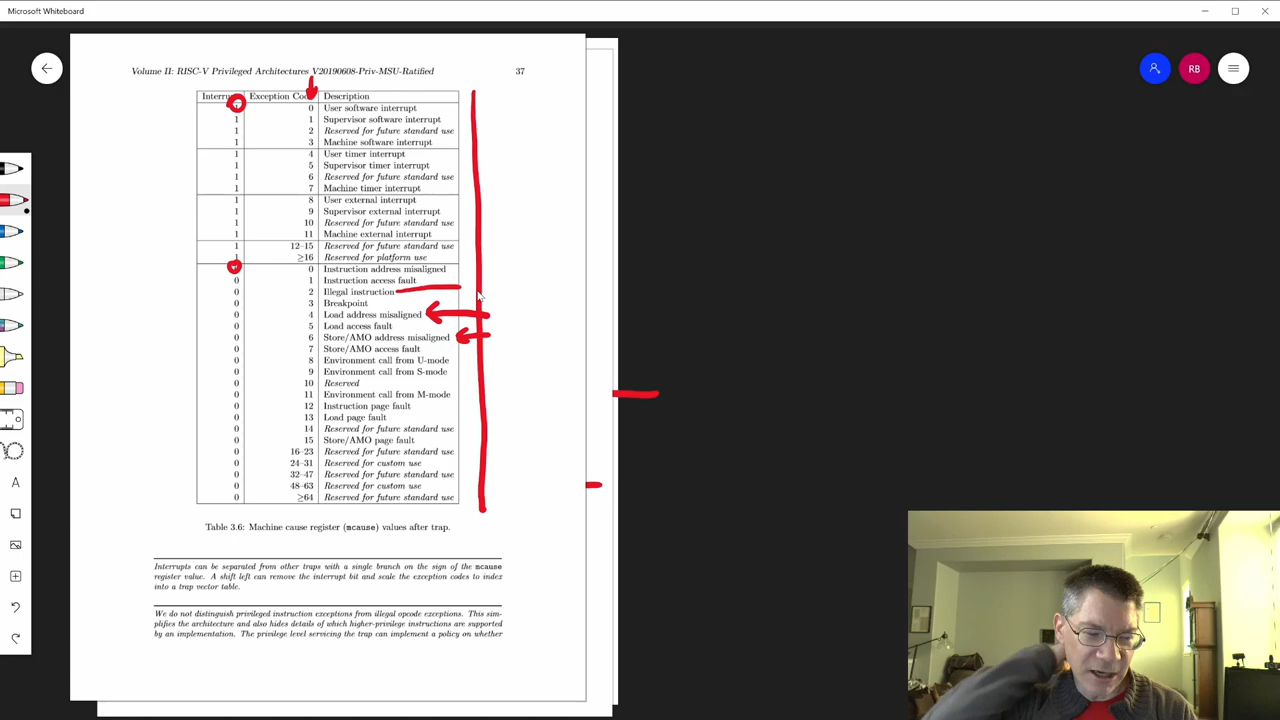 Microsoft Whiteboard
RB
Volume II: RISC-V Privileged Architectures V20190608-Priv-MSU-Ratified 37
Exception Description
0 User software interrupt
1 1 Supervisor software interrupt
1 2 Reserved for future standard use
1 3 Machine software interrupt
1 4 User timer interrupt
1 5 Supervisor timer interrupt
1 6 Reserved for future standard use
1 7 Machine timer interrupt
1 8 User external interrupt
1 9 Supervisor external interrupt
1 10 Reserved for future standard use
1 11 Machine external interrupt
1 12–15 Reserved for future standard use
1 ≥16 Reserved for platform use
0 Instruction address misaligned
0 1 Instruction access fault
0 2 Illegal instruction
0 3 Breakpoint
0 4 Load address misaligned
0 5 Load access fault
0 6 Store/AMO address misaligned
0 7 Store/AMO access fault
0 8 Environment call from U-mode
0 9 Environment call from S-mode
0 10 Reserved
0 11 Environment call from M-mode
0 12 Instruction page fault
0 13 Load page fault
0 14 Reserved for future standard use
0 15 Store/AMO page fault
0 16–23 Reserved for future standard use
0 24–31 Reserved for custom use
0 32–47 Reserved for future standard use
0 48–63 Reserved for custom use
0 ≥64 Reserved for future standard use
Table 3.6: Machine cause register (mcause) values after trap.
Interrupts can be separated from other traps with a single branch on the sign of the mcause
register value. A shift left can remove the interrupt bit and scale the exception codes to index
into a trap vector table.
We do not distinguish privileged instruction exceptions from illegal opcode exceptions. This sim-
plifies the architecture and also hides details of which higher-privilege instructions are supported
by an implementation. The privilege level servicing the trap can implement a policy on whether
A